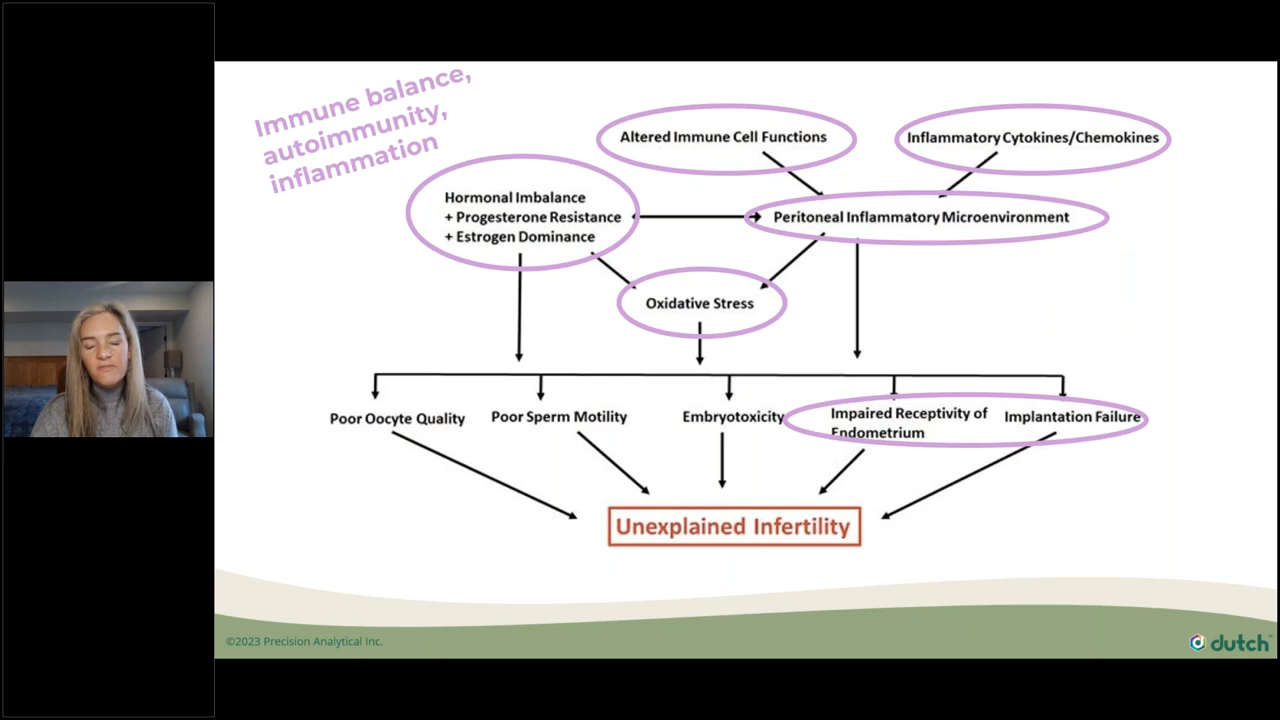 Immune balance,
autoimmunity,
inflammation
Altered Immune Cell Functions
Inflammatory Cytokines/Chemokines
Hormonal Imbalance
+ Progesterone Resistance
+ Estrogen Dominance
Peritoneal Inflammatory Microenvironment
Oxidative Stress
Poor Oocyte Quality
Poor Sperm Motility
Embryotoxicity
Impaired Receptivity of
Endometrium
Implantation Failure
Unexplained Infertility
©2023 Precision Analytical Inc.
dutch